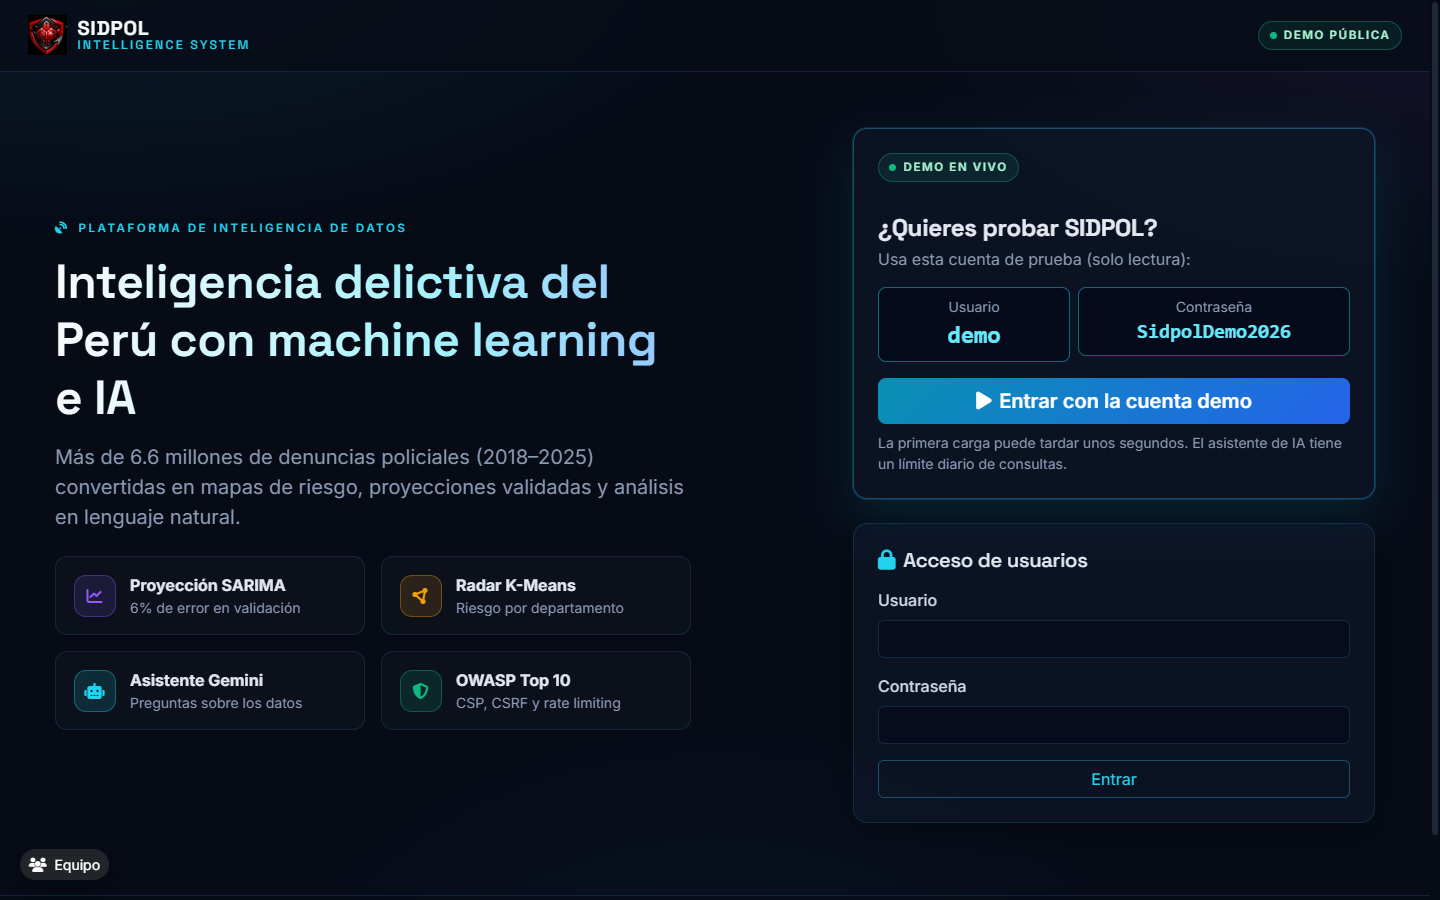 SIDPOL
INTELLIGENCE SYSTEM
DEMO PÚBLICA
PLATAFORMA DE INTELIGENCIA DE DATOS
Inteligencia delictiva del
Perú con machine learning
e IA
Más de 6.6 millones de denuncias policiales (2018–2025)
convertidas en mapas de riesgo, proyecciones validadas y análisis
en lenguaje natural.
Proyección SARIMA
6% de error en validación
Radar K-Means
Riesgo por departamento
Asistente Gemini
Preguntas sobre los datos
OWASP Top 10
CSP, CSRF y rate limiting
DEMO EN VIVO
¿Quieres probar SIDPOL?
Usa esta cuenta de prueba (solo lectura):
Usuario
demo
Contraseña
SidpolDemo2026
Entrar con la cuenta demo
La primera carga puede tardar unos segundos. El asistente de IA tiene
un límite diario de consultas.
Acceso de usuarios
Usuario
Contraseña
Entrar
Equipo